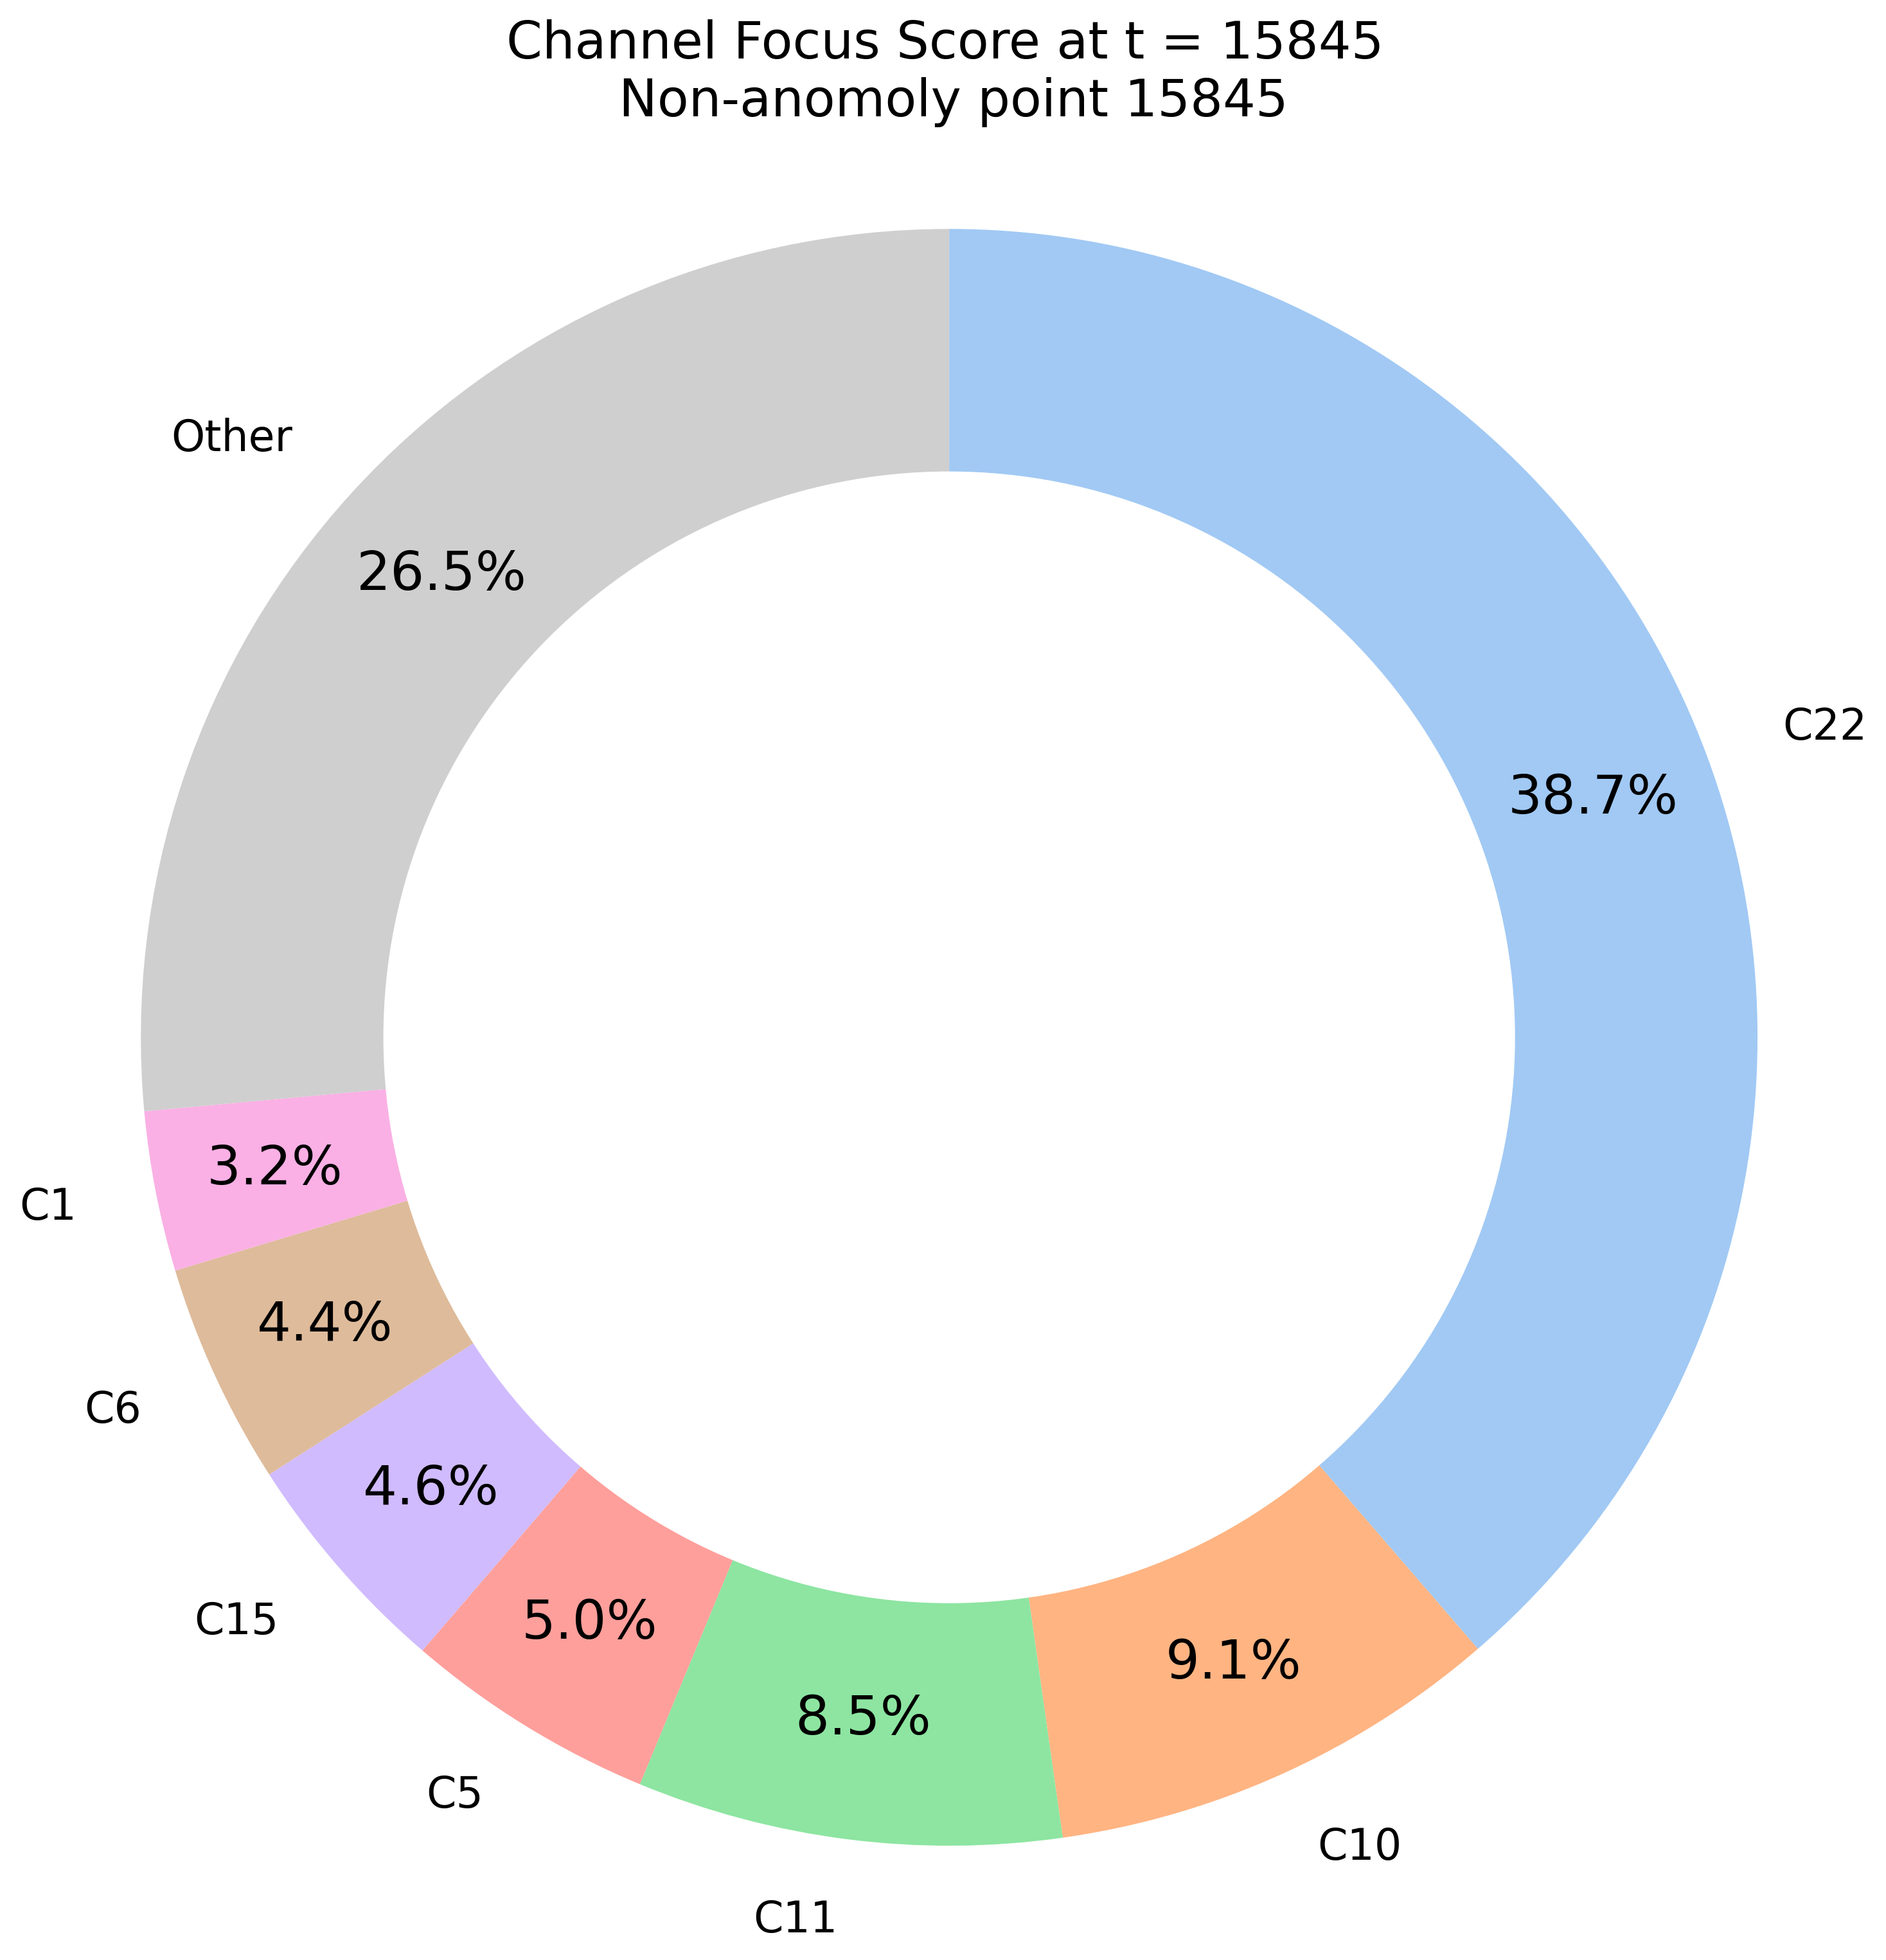 Channel Focus Score at t = 15845
Non-anomoly point 15845
Other
26.5%
C22
38.7%
3.2%
C1
4.4%
C6
4.6%
C15
5.0%
C5
8.5%
C11
9.1%
C10